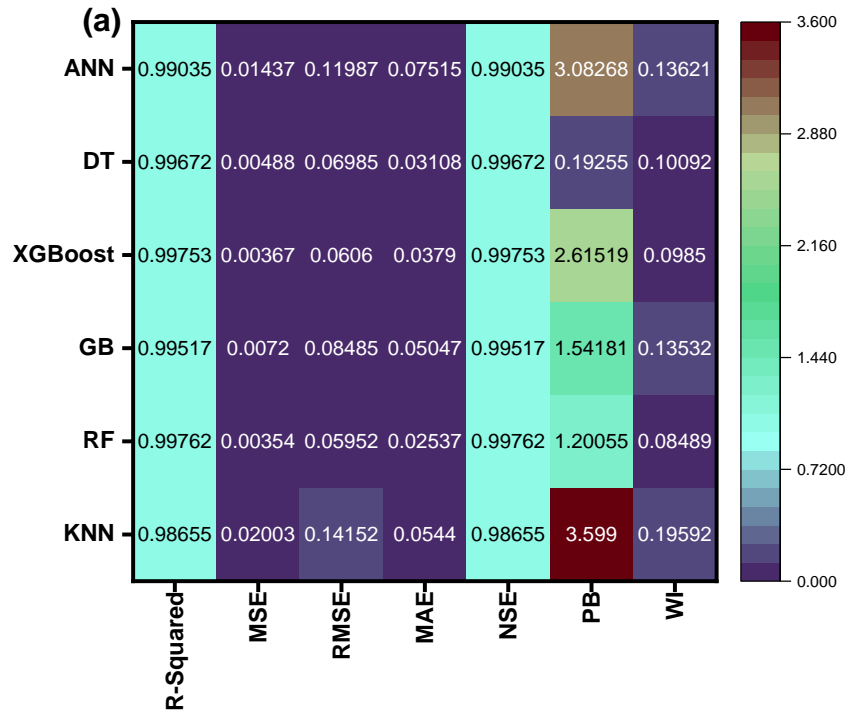 (a)
ANN 0.99035 0.01437 0.11987 0.07515 0.99035 3.08268 0.13621
DT 0.99672 0.00488 0.06985 0.03108 0.99672 0.19255 0.10092
XGBoost 0.99753 0.00367 0.0606 0.0379 0.99753 2.61519 0.0985
GB 0.99517 0.0072 0.08485 0.05047 0.99517 1.54181 0.13532
RF 0.99762 0.00354 0.05952 0.02537 0.99762 1.20055 0.08489
KNN 0.98655 0.02003 0.14152 0.0544 0.98655 3.599 0.19592
R-Squared MSE RMSE MAE NSE PB WI
3.600
2.880
2.160
1.440
0.7200
0.000